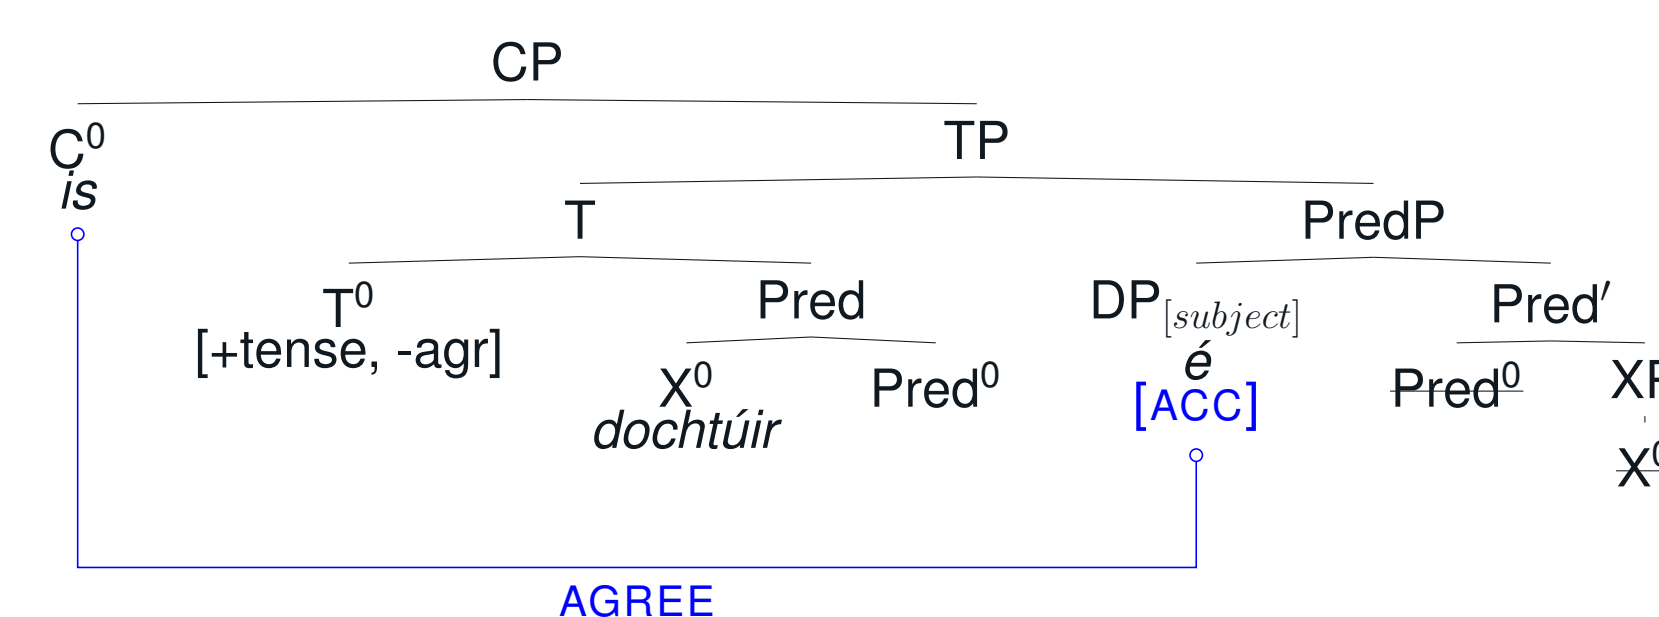 CP
C⁰ TP
is
T PredP
T⁰ Pred DP[subject] Pred′
[+tense, -agr] é
X⁰ Pred⁰ [ACC] Pred⁰
dochtúir
AGREE